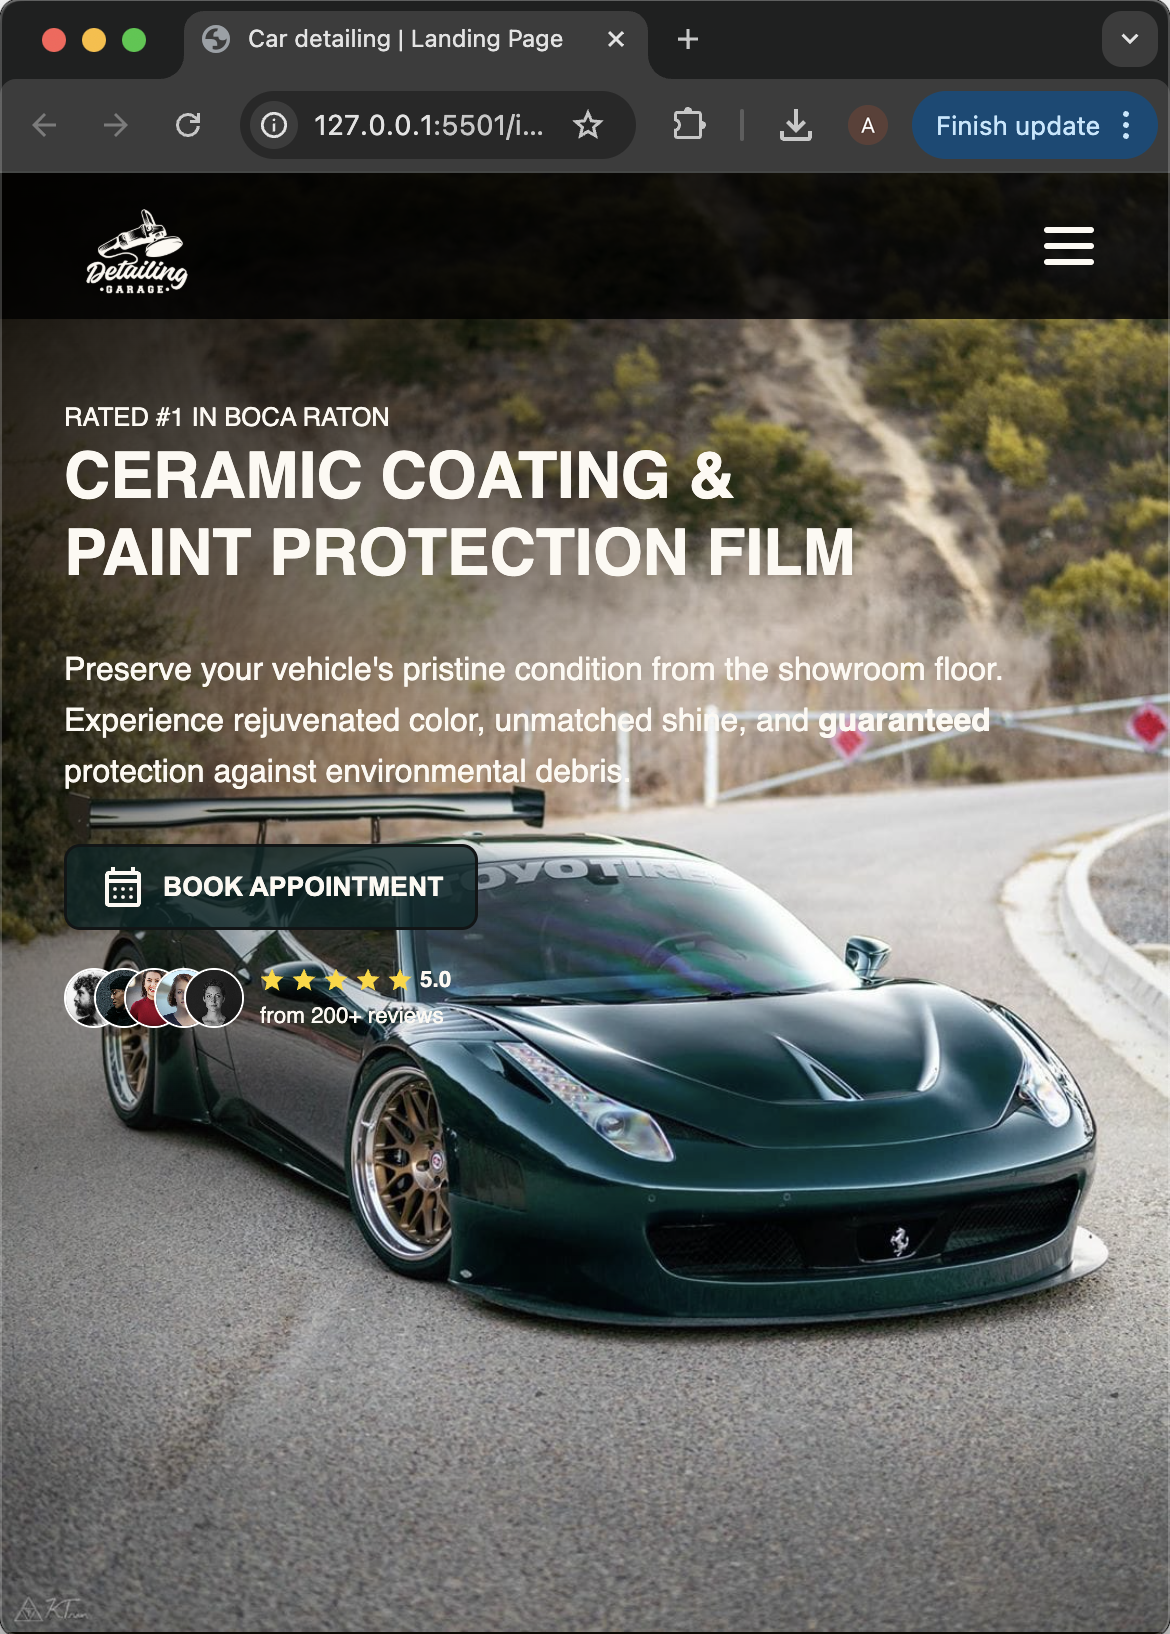 Car detailing | Landing Page
127.0.0.1:5501/i...
A
Finish update
Detailing
GARAGE
RATED #1 IN BOCA RATON
CERAMIC COATING &
PAINT PROTECTION FILM
Preserve your vehicle's pristine condition from the showroom floor.
Experience rejuvenated color, unmatched shine, and guaranteed
protection against environmental debris.
BOOK APPOINTMENT
TOYO TIRES
5.0
from 200+ reviews